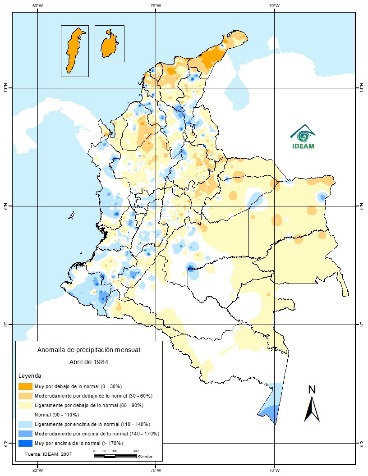 80°W 75°W 70°W
IDEAM
Anomalía de precipitación mensual
Abril de 1984
Leyenda
Muy por debajo de lo normal (0 - 30%)
Moderadamente por debajo de lo normal (30 - 60%)
Ligeramente por debajo de lo normal (60 - 90%)
Normal (90 - 110%)
Ligeramente por encima de lo normal (110 - 140%)
Moderadamente por encima de lo normal (140 - 170%)
Muy por encima de lo normal (> 170%)
Fuente: IDEAM, 2007
N